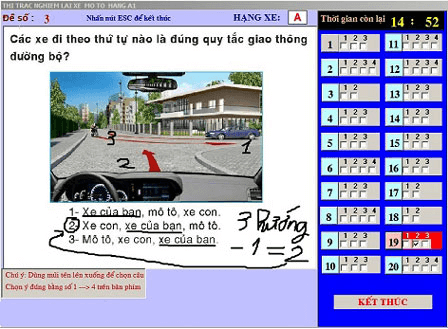 THI TRAC NGHIEM LAI XE MO TO HANG A1
Đề số : 3
Nhấn nút ESC để kết thúc
HẠNG XE: A
Thời gian còn lại 14 : 52
Các xe đi theo thứ tự nào là đúng quy tắc giao thông
đường bộ?
3
1
2
1- Xe của bạn, mô tô, xe con.
2- Xe con, xe của bạn, mô tô.
3- Mô tô, xe con, xe của bạn.
3 Hướng
- 1 = 2
Chú ý: Dùng mũi tên lên xuống để chọn câu
Chọn ý đúng bằng số 1 ---> 4 trên bàn phím
1 1 2 3
2 1 2 3 4
3 1 2
4 1 2 3
5 1 2 3
6 1 2 3 4
7 1 2 3
8 1 2 3
9 1 2 3
10 1 2 3
11 1 2 3 4
12 1 2 3
13 1 2 3
14 1 2 3
15 1 2 3
16 1 2 3 4
17 1 2
18 1 2
19 1 2 3
20 1 2 3
KẾT THÚC